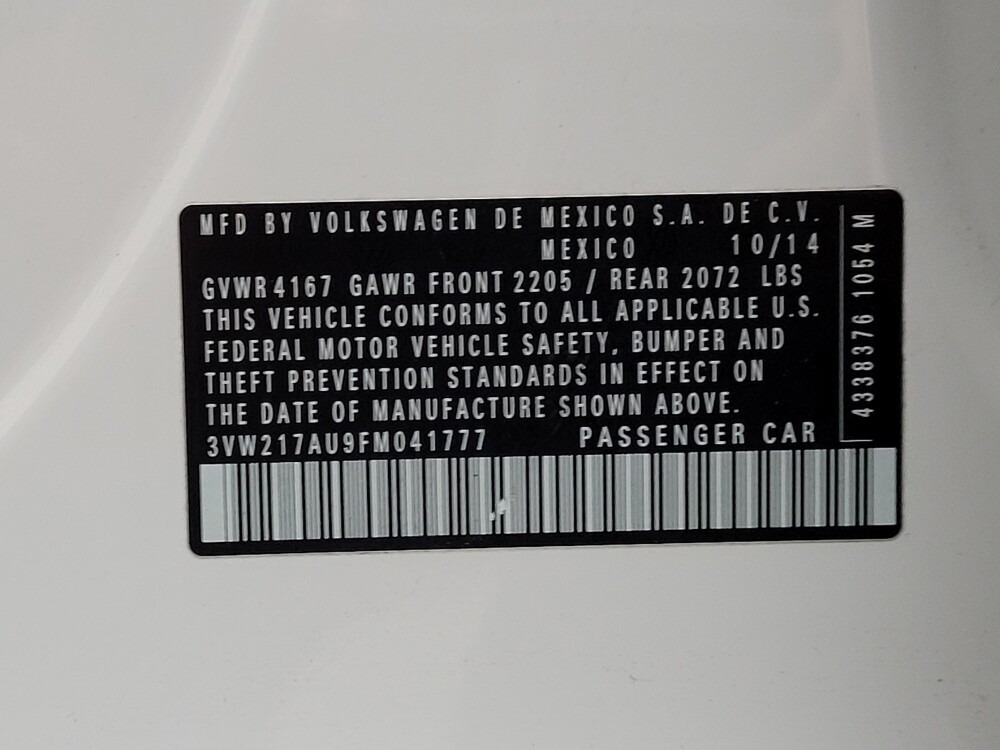 MFD BY VOLKSWAGEN DE MEXICO S.A. DE C.V.
MEXICO 10/14
GVWR 4167 GAWR FRONT 2205 / REAR 2072 LBS
THIS VEHICLE CONFORMS TO ALL APPLICABLE U.S.
FEDERAL MOTOR VEHICLE SAFETY, BUMPER AND
THEFT PREVENTION STANDARDS IN EFFECT ON
THE DATE OF MANUFACTURE SHOWN ABOVE.
3VW217AU9FM041777 PASSENGER CAR
4338376 1054 M